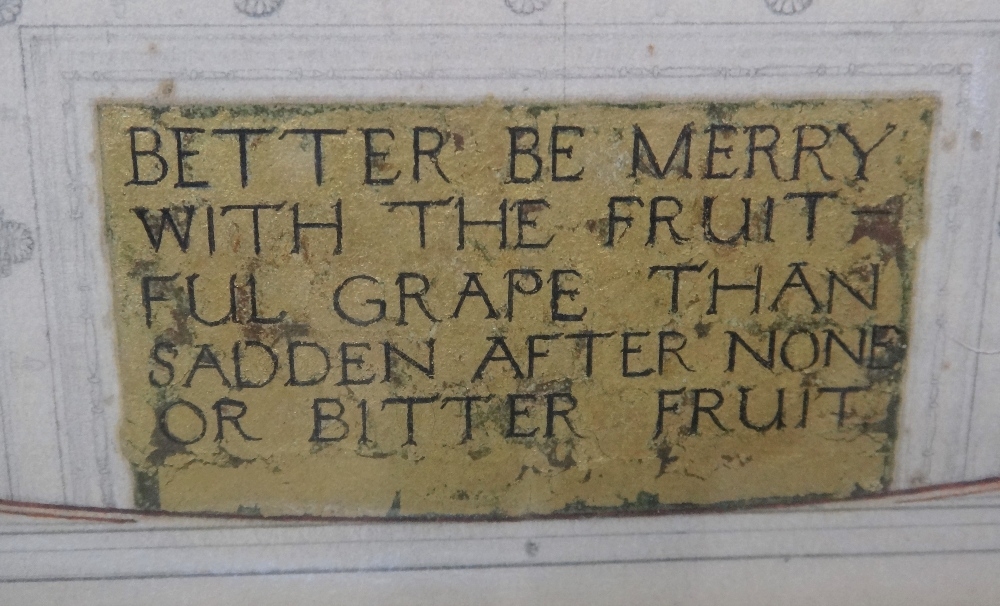 BETTER BE MERRY
WITH THE FRUIT-
FUL GRAPE THAN
SADDEN AFTER NONE
OR BITTER FRUIT